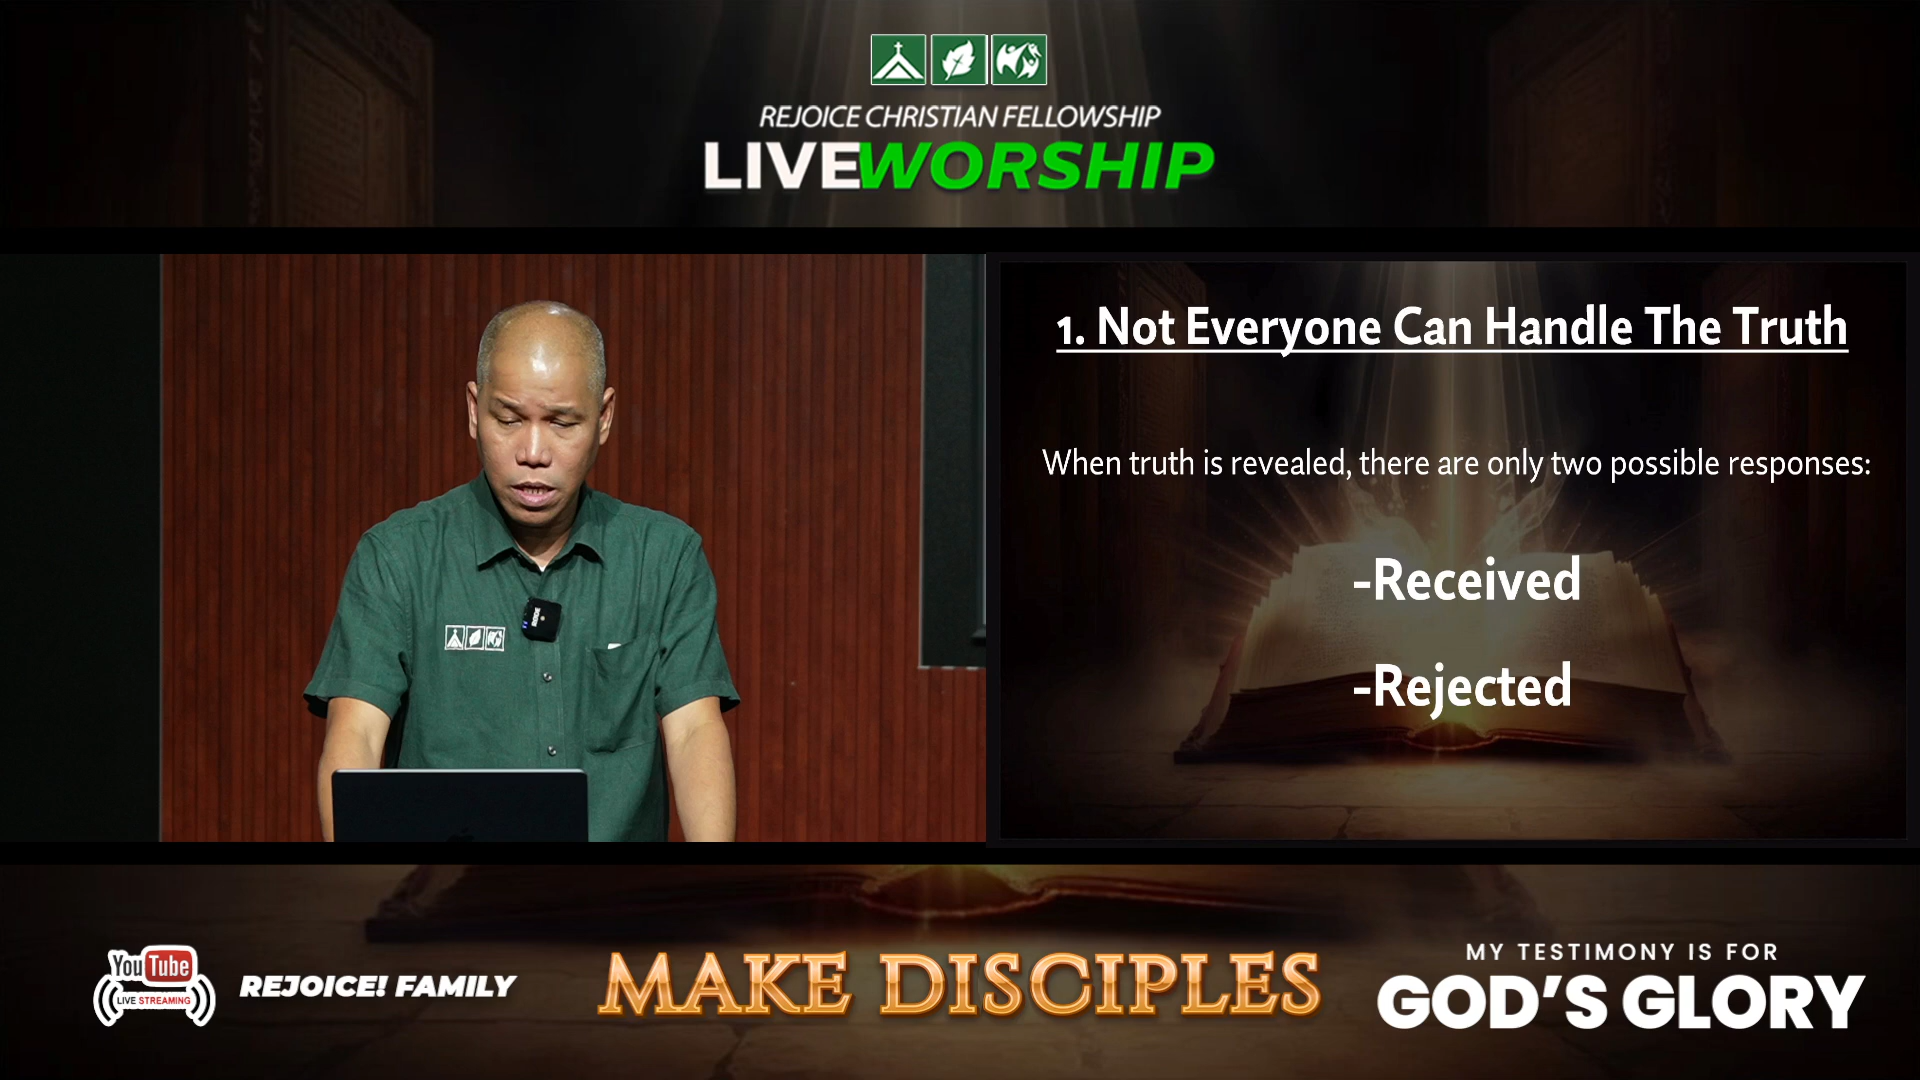 REJOICE CHRISTIAN FELLOWSHIP
LIVEWORSHIP
1. Not Everyone Can Handle The Truth
When truth is revealed, there are only two possible responses:
-Received
-Rejected
YouTube
LIVE STREAMING
REJOICE! FAMILY
MAKE DISCIPLES
MY TESTIMONY IS FOR
GOD'S GLORY